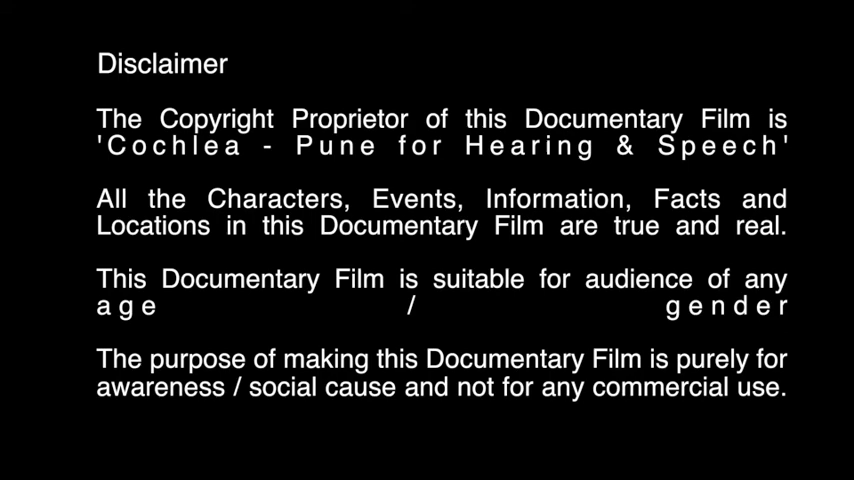 Disclaimer
The Copyright Proprietor of this Documentary Film is
'Cochlea - Pune for Hearing & Speech'
All the Characters, Events, Information, Facts and
Locations in this Documentary Film are true and real.
This Documentary Film is suitable for audience of any
age / gender
The purpose of making this Documentary Film is purely for
awareness / social cause and not for any commercial use.